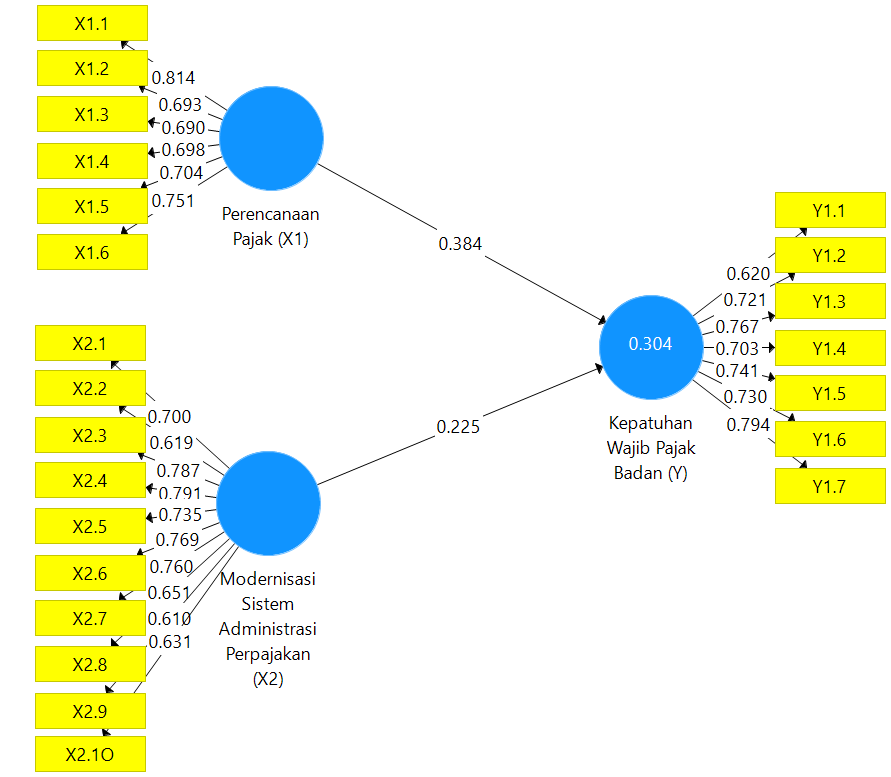 X1.1
X1.2
X1.3
X1.4
X1.5
X1.6
0.814
0.693
0.690
0.698
0.704
0.751
Perencanaan
Pajak (X1)
0.384
X2.1
X2.2
X2.3
X2.4
X2.5
X2.6
X2.7
X2.8
X2.9
X2.1O
0.700
0.619
0.787
0.791
0.735
0.769
0.760
0.651
0.610
0.631
Modernisasi
Sistem
Administrasi
Perpajakan
(X2)
0.225
0.304
Kepatuhan
Wajib Pajak
Badan (Y)
0.620
0.721
0.767
0.703
0.741
0.730
0.794
Y1.1
Y1.2
Y1.3
Y1.4
Y1.5
Y1.6
Y1.7